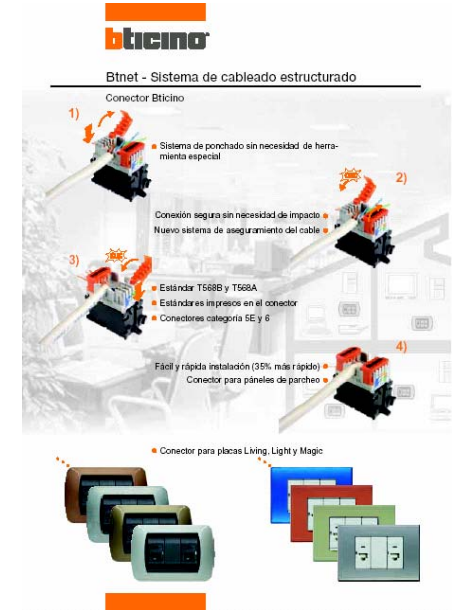 bticino
Btnet - Sistema de cableado estructurado
Conector Bticino
1)
Sistema de ponchado sin necesidad de herra-
mienta especial
2)
Conexión segura sin necesidad de impacto
Nuevo sistema de aseguramiento del cable
3)
Estándar T568B y T568A
Estándares impresos en el conector
Conectores categoría 5E y 6
4)
Fácil y rápida instalación (35% más rápido)
Conector para páneles de parcheo
Conector para placas Living, Light y Magic